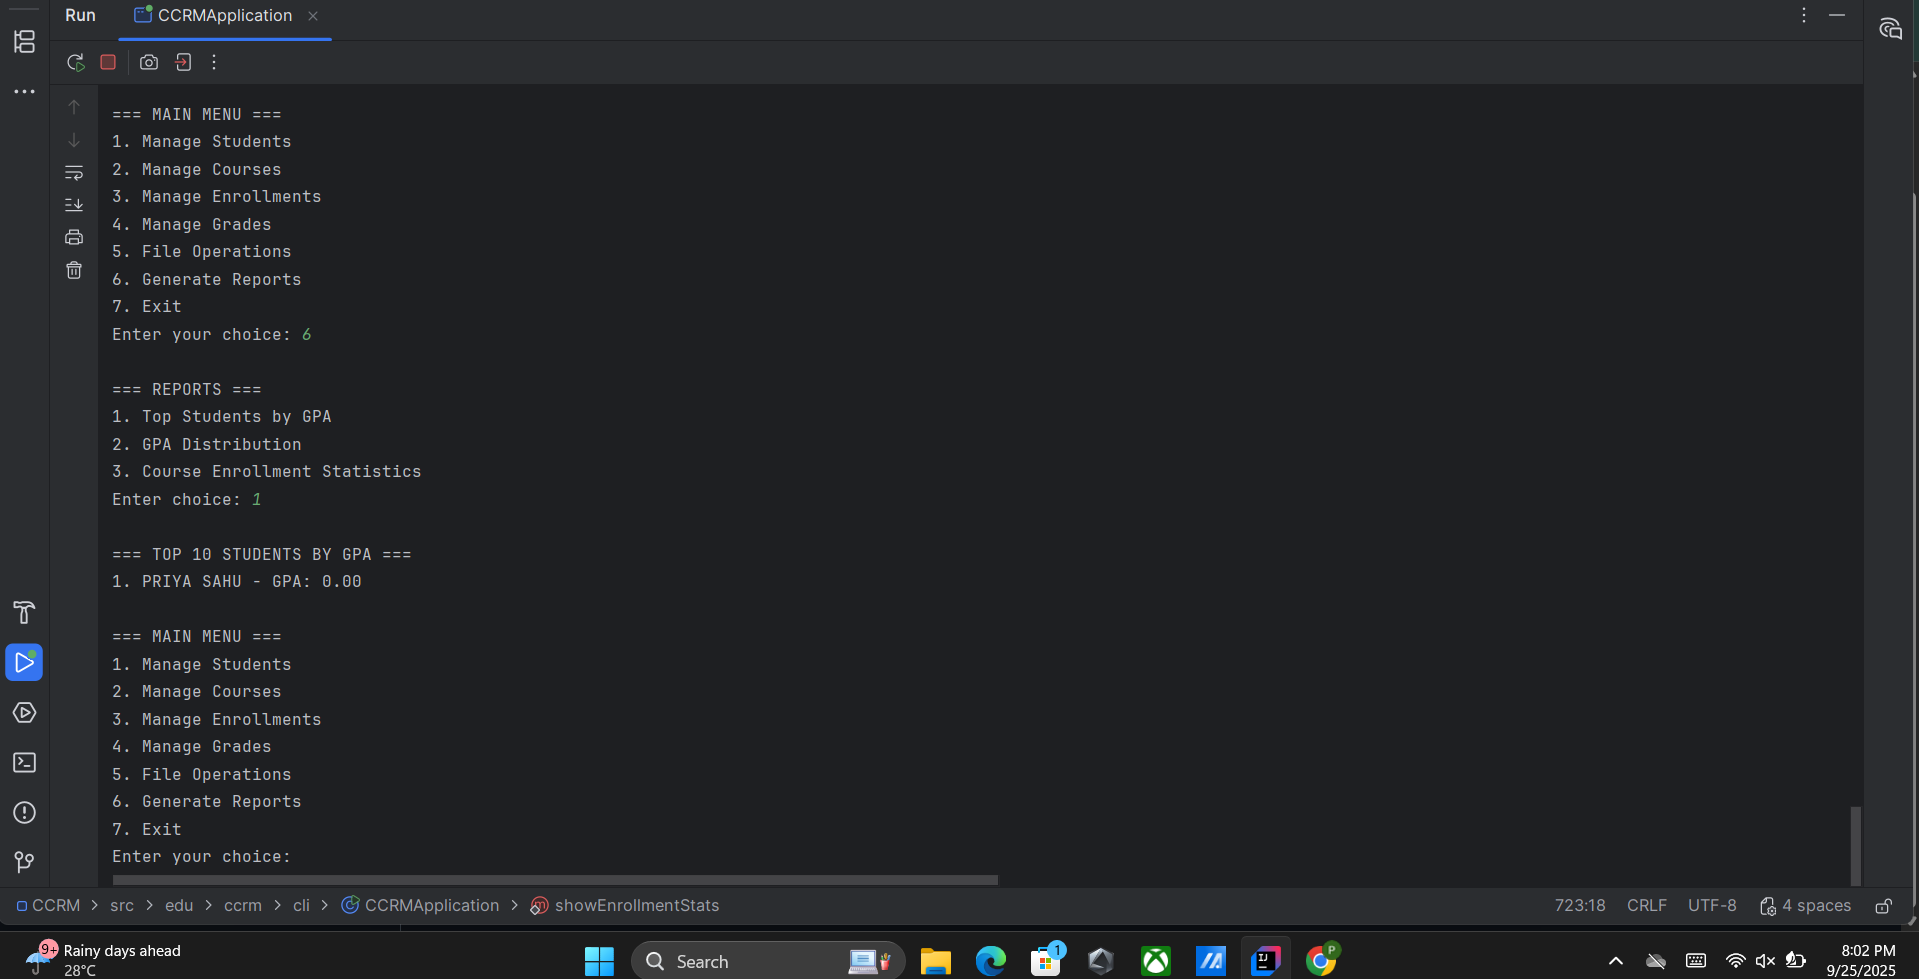 Run
CCRMApplication
=== MAIN MENU ===
1. Manage Students
2. Manage Courses
3. Manage Enrollments
4. Manage Grades
5. File Operations
6. Generate Reports
7. Exit
Enter your choice: 6
=== REPORTS ===
1. Top Students by GPA
2. GPA Distribution
3. Course Enrollment Statistics
Enter choice: 1
=== TOP 10 STUDENTS BY GPA ===
1. PRIYA SAHU - GPA: 0.00
=== MAIN MENU ===
1. Manage Students
2. Manage Courses
3. Manage Enrollments
4. Manage Grades
5. File Operations
6. Generate Reports
7. Exit
Enter your choice:
CCRM > src > edu > ccrm > cli > CCRMApplication > showEnrollmentStats
723:18 CRLF UTF-8 4 spaces
9+
Rainy days ahead
28°C
Search
1
IJ
P
8:02 PM
9/25/2025